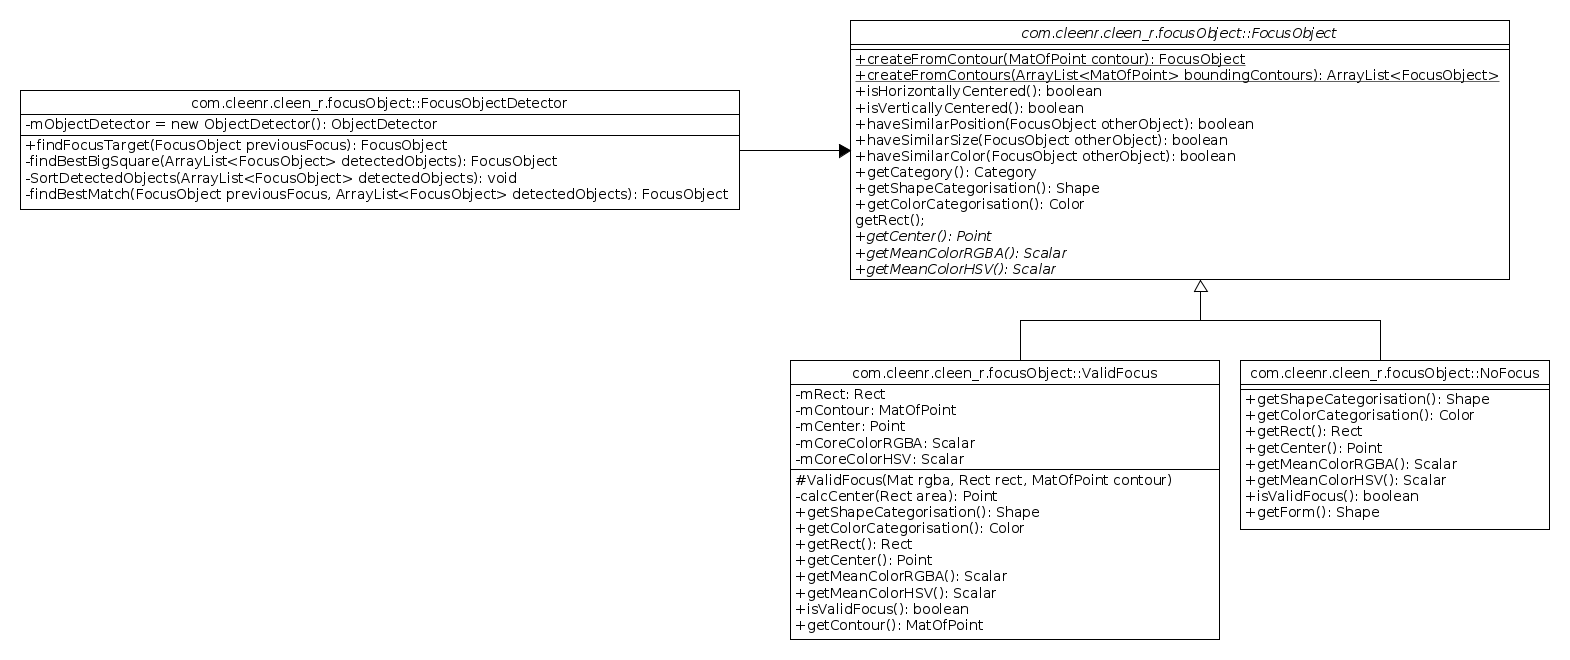 com.cleenr.cleen_r.focusObject::FocusObject
+createFromContour(MatOfPoint contour): FocusObject
+createFromContours(ArrayList<MatOfPoint> boundingContours): ArrayList<FocusObject>
+isHorizontallyCentered(): boolean
+isVerticallyCentered(): boolean
+haveSimilarPosition(FocusObject otherObject): boolean
+haveSimilarSize(FocusObject otherObject): boolean
+haveSimilarColor(FocusObject otherObject): boolean
+getCategory(): Category
+getShapeCategorisation(): Shape
+getColorCategorisation(): Color
getRect();
+getCenter(): Point
+getMeanColorRGBA(): Scalar
+getMeanColorHSV(): Scalar
com.cleenr.cleen_r.focusObject::FocusObjectDetector
-mObjectDetector = new ObjectDetector(): ObjectDetector
+findFocusTarget(FocusObject previousFocus): FocusObject
-findBestBigSquare(ArrayList<FocusObject> detectedObjects): FocusObject
-SortDetectedObjects(ArrayList<FocusObject> detectedObjects): void
-findBestMatch(FocusObject previousFocus, ArrayList<FocusObject> detectedObjects): FocusObject
com.cleenr.cleen_r.focusObject::ValidFocus
-mRect: Rect
-mContour: MatOfPoint
-mCenter: Point
-mCoreColorRGBA: Scalar
-mCoreColorHSV: Scalar
#ValidFocus(Mat rgba, Rect rect, MatOfPoint contour)
-calcCenter(Rect area): Point
+getShapeCategorisation(): Shape
+getColorCategorisation(): Color
+getRect(): Rect
+getCenter(): Point
+getMeanColorRGBA(): Scalar
+getMeanColorHSV(): Scalar
+isValidFocus(): boolean
+getContour(): MatOfPoint
com.cleenr.cleen_r.focusObject::NoFocus
+getShapeCategorisation(): Shape
+getColorCategorisation(): Color
+getRect(): Rect
+getCenter(): Point
+getMeanColorRGBA(): Scalar
+getMeanColorHSV(): Scalar
+isValidFocus(): boolean
+getForm(): Shape